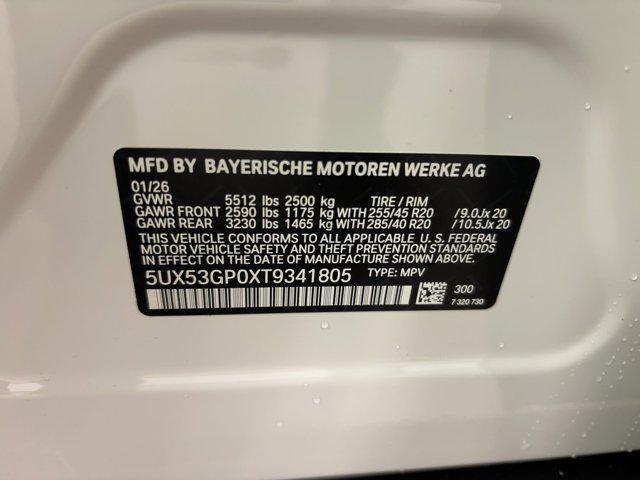 MFD BY BAYERISCHE MOTOREN WERKE AG
01/26
GVWR 5512 lbs 2500 kg TIRE / RIM
GAWR FRONT 2590 lbs 1175 kg WITH 255/45 R20 /9.0Jx 20
GAWR REAR 3230 lbs 1465 kg WITH 285/40 R20 /10.5Jx 20
THIS VEHICLE CONFORMS TO ALL APPLICABLE U. S. FEDERAL
MOTOR VEHICLE SAFETY AND THEFT PREVENTION STANDARDS
IN EFFECT ON THE DATE OF MANUFACTURE SHOWN ABOVE.
5UX53GP0XT9341805 TYPE: MPV
300
7 320 730